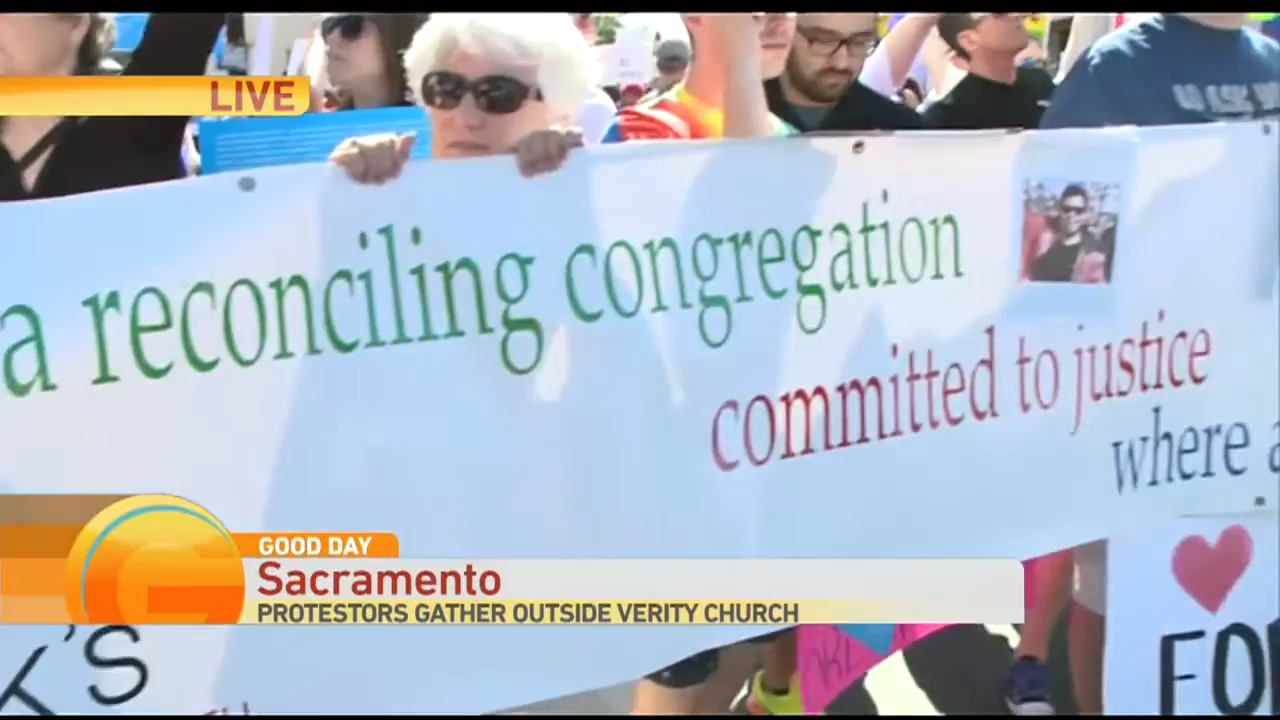 LIVE
a reconciling congregation
committed to justice
where a
GOOD DAY
Sacramento
PROTESTORS GATHER OUTSIDE VERITY CHURCH
K'S
FO